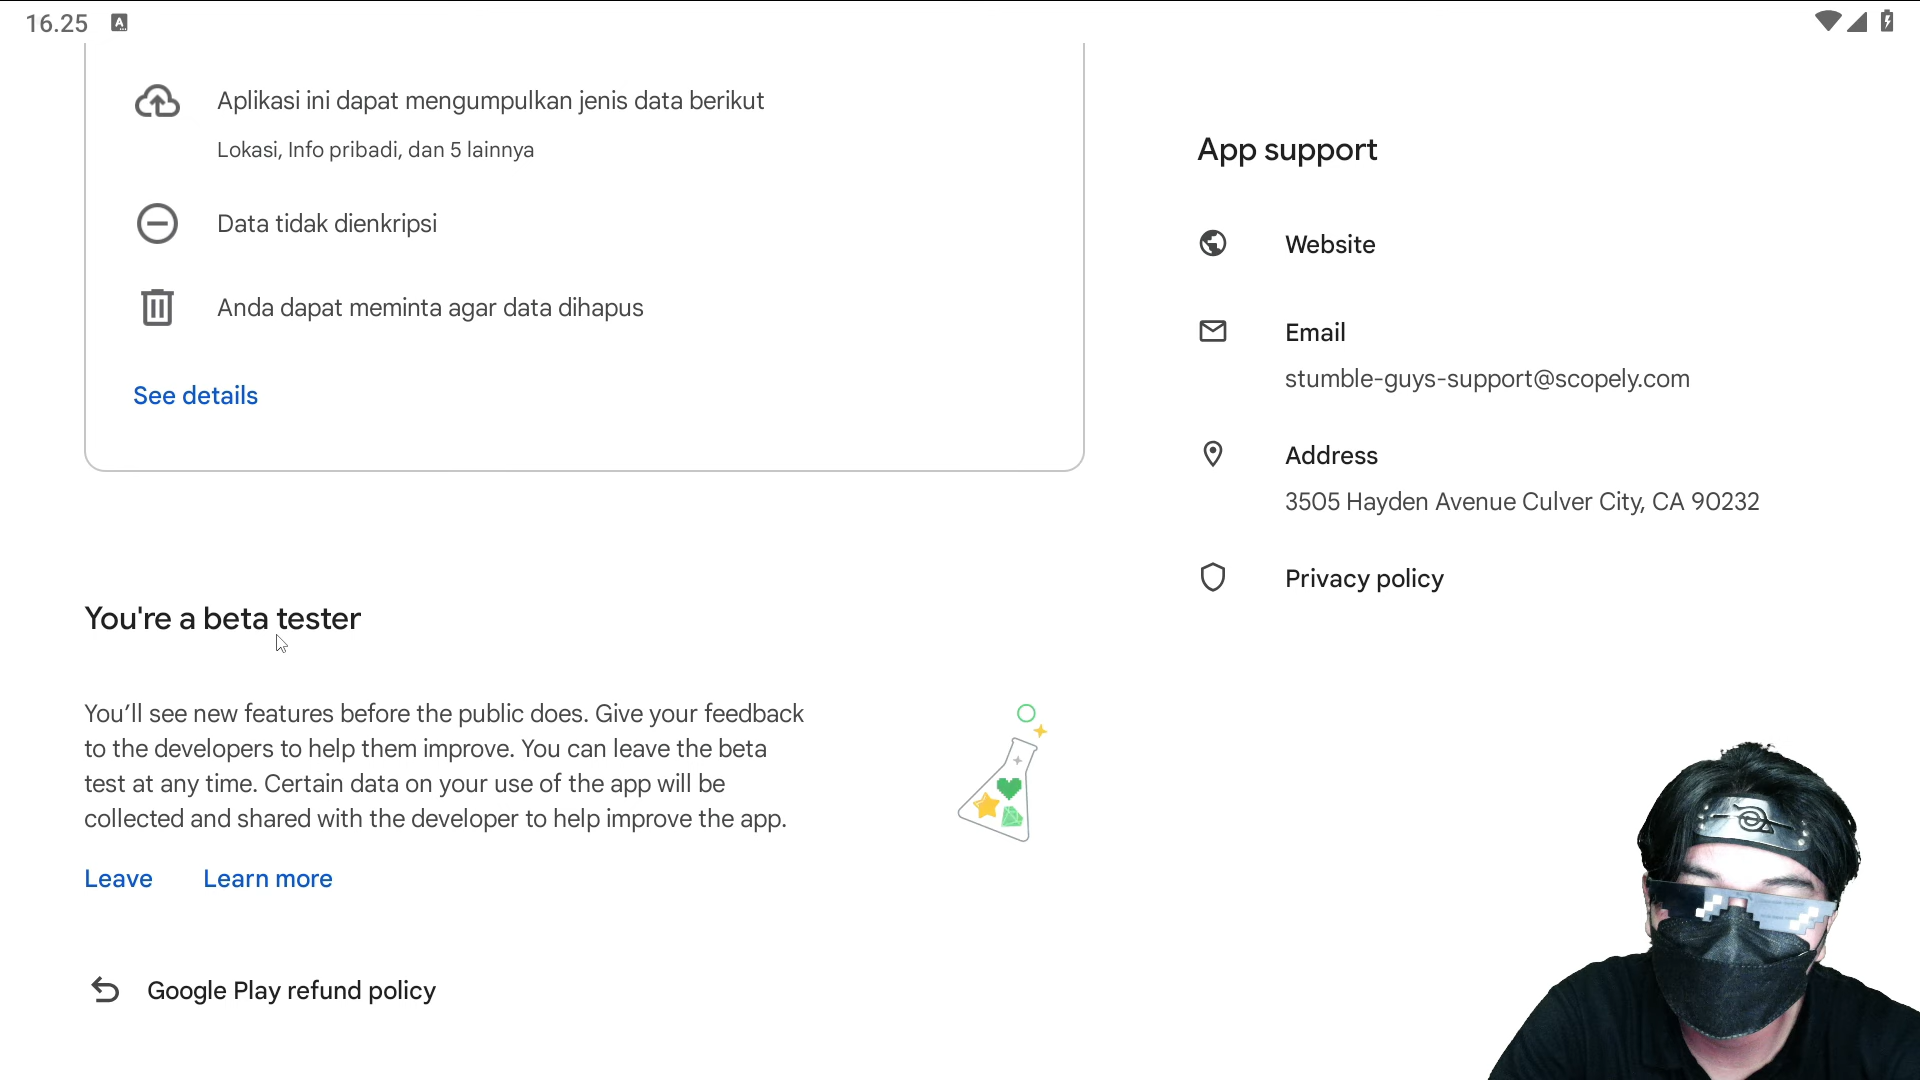 16.25
A
Aplikasi ini dapat mengumpulkan jenis data berikut
Lokasi, Info pribadi, dan 5 lainnya
Data tidak dienkripsi
Anda dapat meminta agar data dihapus
See details
App support
Website
Email
stumble-guys-support@scopely.com
Address
3505 Hayden Avenue Culver City, CA 90232
Privacy policy
You're a beta tester
You’ll see new features before the public does. Give your feedback
to the developers to help them improve. You can leave the beta
test at any time. Certain data on your use of the app will be
collected and shared with the developer to help improve the app.
Leave
Learn more
Google Play refund policy